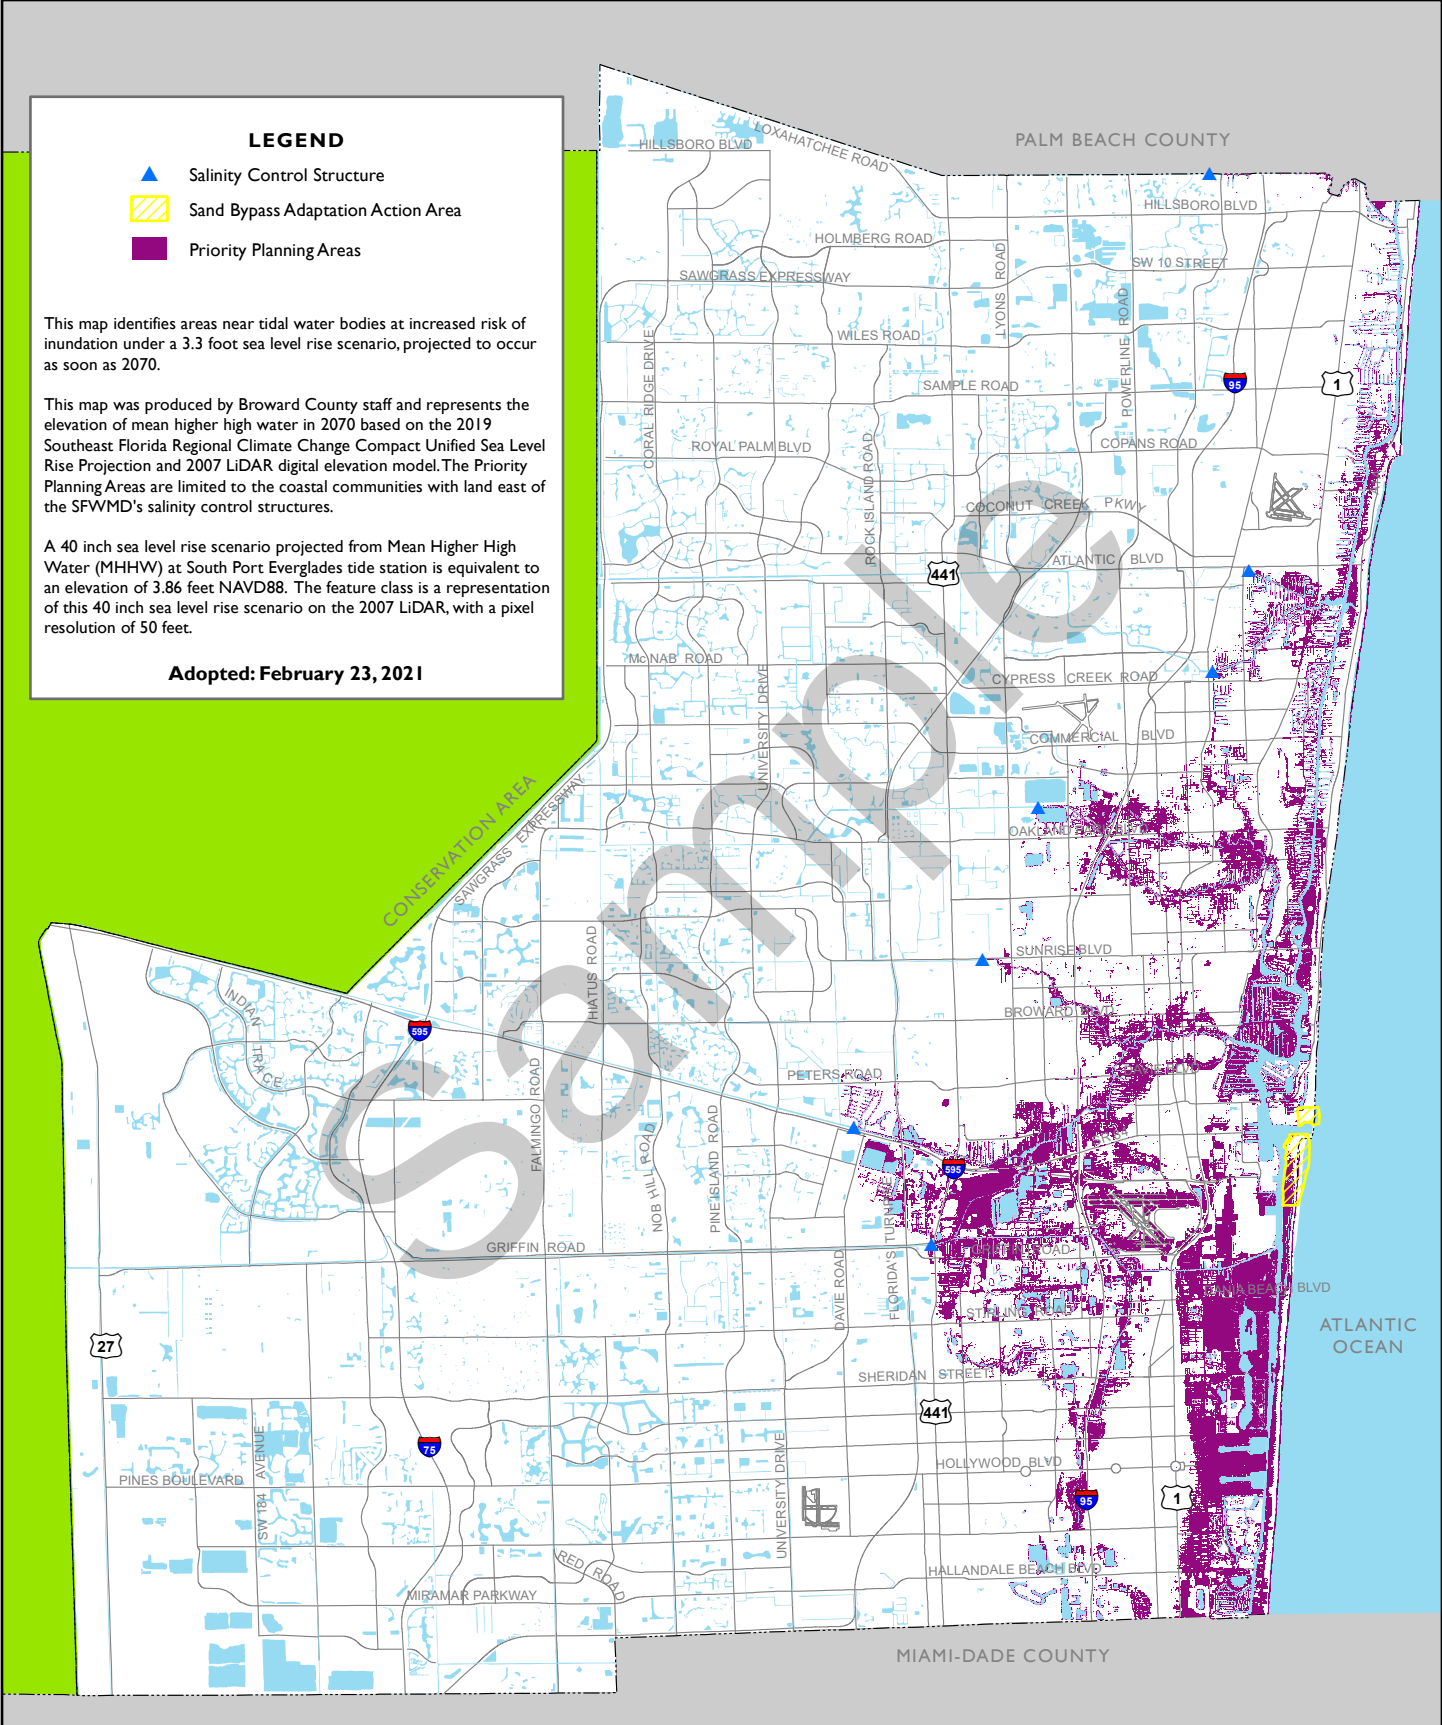 LEGEND
Salinity Control Structure
Sand Bypass Adaptation Action Area
Priority Planning Areas
This map identifies areas near tidal water bodies at increased risk of
inundation under a 3.3 foot sea level rise scenario, projected to occur
as soon as 2070.
This map was produced by Broward County staff and represents the
elevation of mean higher high water in 2070 based on the 2019
Southeast Florida Regional Climate Change Compact Unified Sea Level
Rise Projection and 2007 LiDAR digital elevation model. The Priority
Planning Areas are limited to the coastal communities with land east of
the SFWMD's salinity control structures.
A 40 inch sea level rise scenario projected from Mean Higher High
Water (MHHW) at South Port Everglades tide station is equivalent to
an elevation of 3.86 feet NAVD88. The feature class is a representation
of this 40 inch sea level rise scenario on the 2007 LiDAR, with a pixel
resolution of 50 feet.
Adopted: February 23, 2021
PALM BEACH COUNTY
LOXAHATCHEE ROAD
HILLSBORO BLVD
HILLSBORO BLVD
HOLMBERG ROAD
SW 10 STREET
SAWGRASS EXPRESSWAY
LYONS ROAD
POWERLINE ROAD
WILES ROAD
CORAL RIDGE DRIVE
SAMPLE ROAD
95
1
ROYAL PALM BLVD
COPANS ROAD
ROCK ISLAND ROAD
COCONUT CREEK PKWY
ATLANTIC BLVD
441
McNAB ROAD
CYPRESS CREEK ROAD
UNIVERSITY DRIVE
COMMERCIAL BLVD
CONSERVATION AREA
SAWGRASS EXPRESSWAY
OAKLAND PARK BLVD
Sample
HIATUS ROAD
SUNRISE BLVD
INDIAN TRACE
595
BROWARD BLVD
PETERS ROAD
FLAMINGO ROAD
NOB HILL ROAD
PINE ISLAND ROAD
595
FLORIDA'S TURNPIKE
GRIFFIN ROAD
GRIFFIN ROAD
DAVIE ROAD
DANIA BEACH BLVD
STIRLING ROAD
ATLANTIC
OCEAN
27
SHERIDAN STREET
441
SW 184 AVENUE
75
UNIVERSITY DRIVE
HOLLYWOOD BLVD
PINES BOULEVARD
95
1
RED ROAD
HALLANDALE BEACH BLVD
MIRAMAR PARKWAY
MIAMI-DADE COUNTY